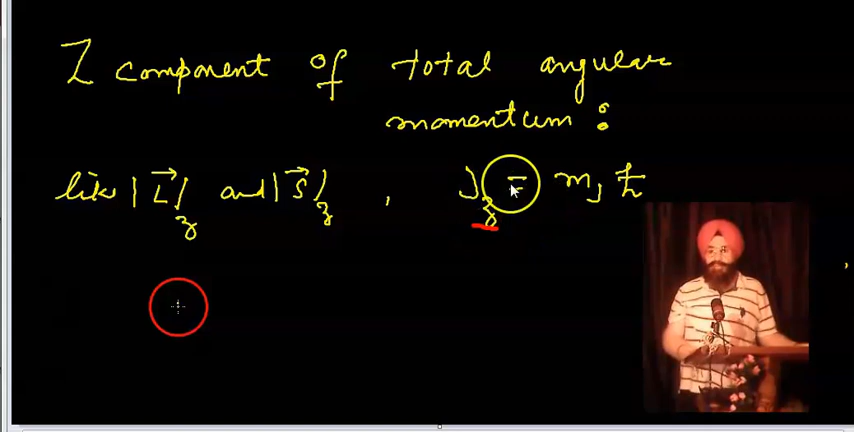 Z component of total angular
momentum :
like |L⃗|z and |S⃗|z , Jz = mj ħ